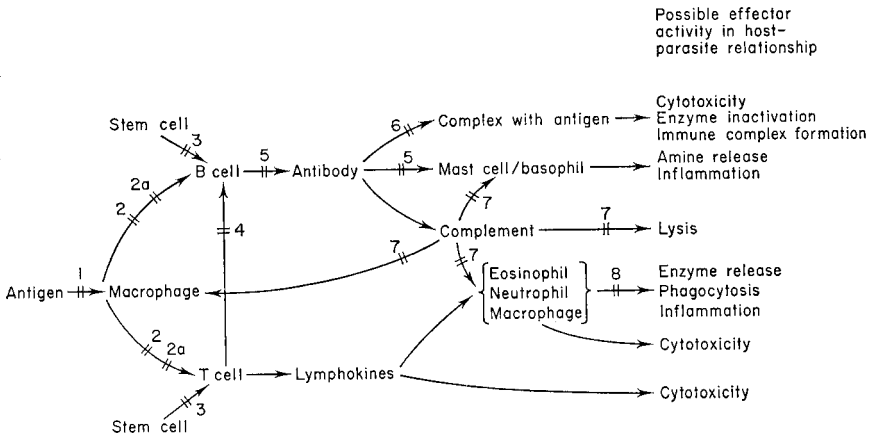 Possible effector
activity in host-
parasite relationship
Stem cell
3
B cell
5
Antibody
6
Complex with antigen
Cytotoxicity
Enzyme inactivation
Immune complex formation
5
Mast cell/basophil
Amine release
Inflammation
2a
2
4
7
Complement
7
Lysis
7
7
1
Antigen
Macrophage
Eosinophil
Neutrophil
Macrophage
8
Enzyme release
Phagocytosis
Inflammation
2
2a
Cytotoxicity
T cell
Lymphokines
Cytotoxicity
3
Stem cell